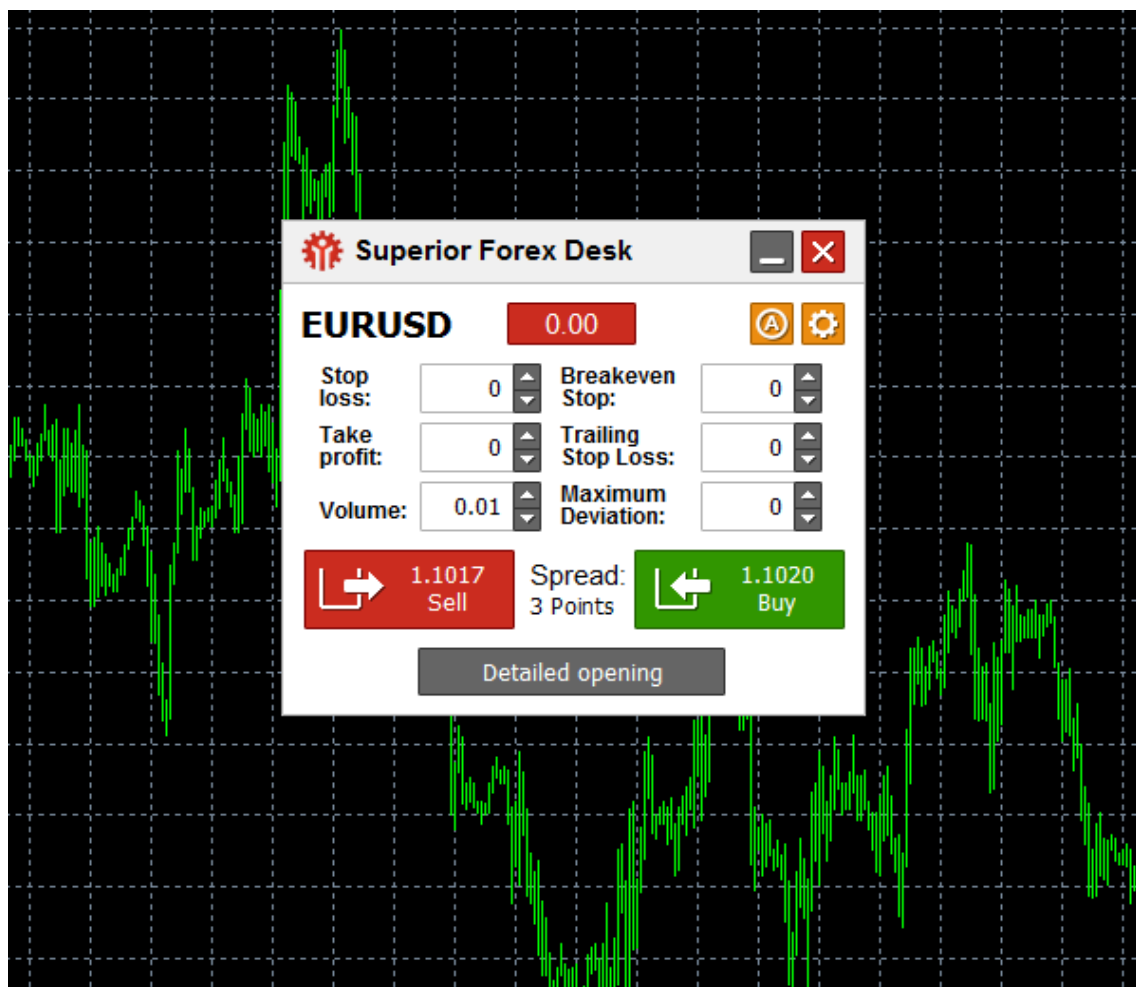 Superior Forex Desk
EURUSD 0.00 A
Stop loss: 0 Breakeven Stop: 0
Take profit: 0 Trailing Stop Loss: 0
Volume: 0.01 Maximum Deviation: 0
1.1017 Sell Spread: 3 Points 1.1020 Buy
Detailed opening